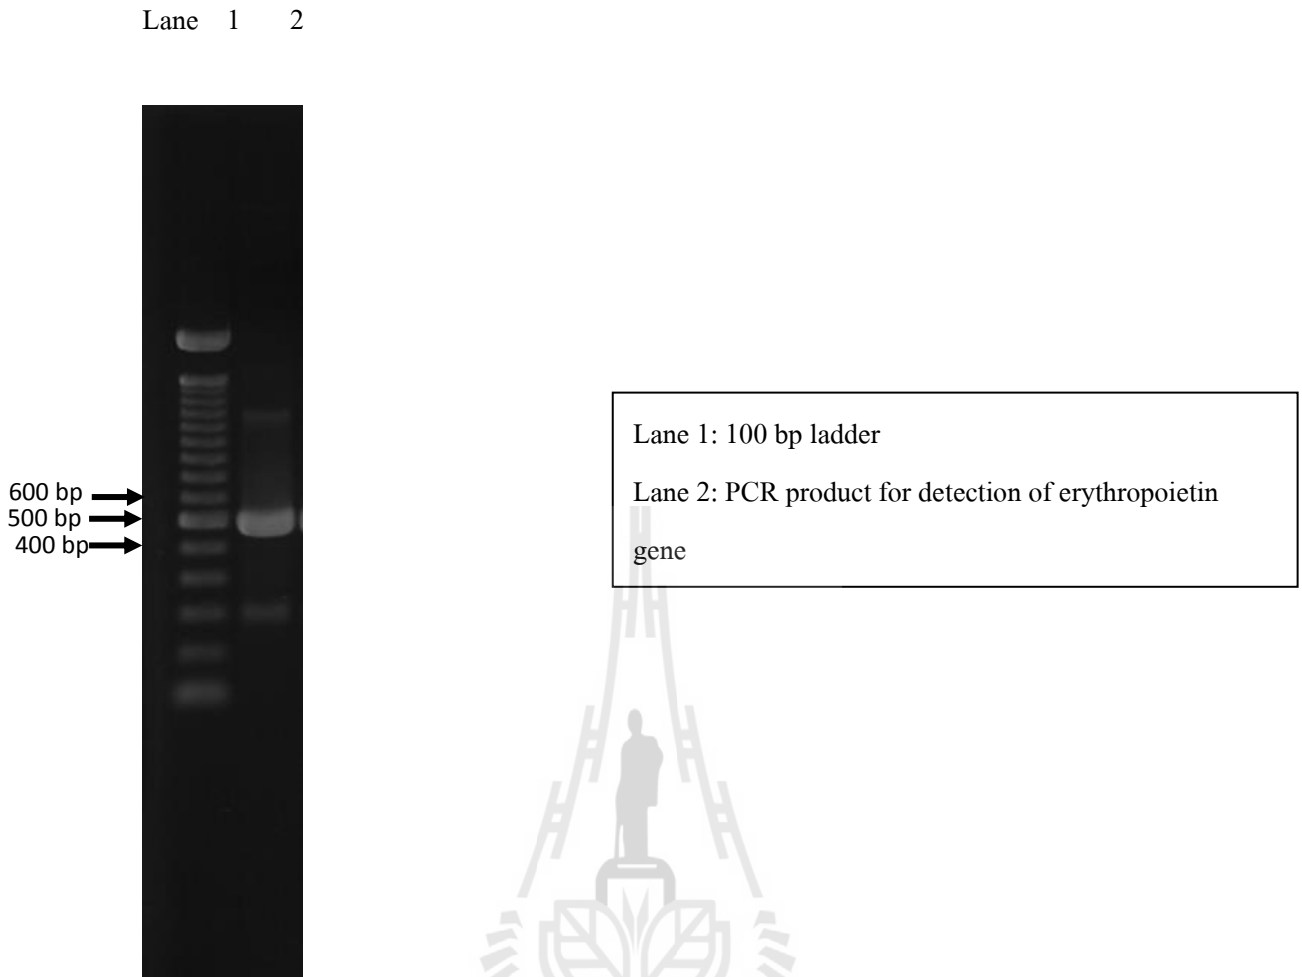 Lane 1 2
600 bp
500 bp
400 bp
Lane 1: 100 bp ladder
Lane 2: PCR product for detection of erythropoietin
gene